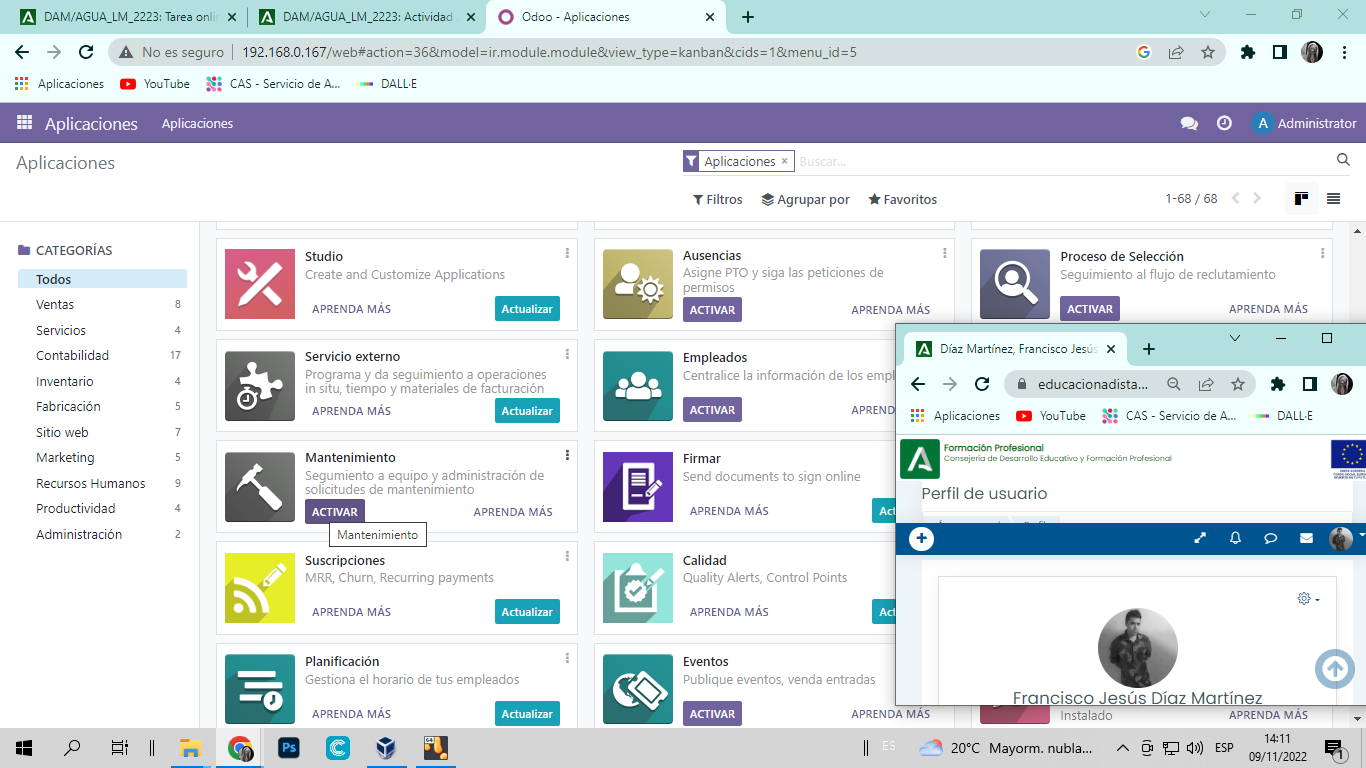 DAM/AGUA_LM_2223: Tarea onlin
DAM/AGUA_LM_2223: Actividad
Odoo - Aplicaciones
No es seguro
192.168.0.167/web#action=36&model=ir.module.module&view_type=kanban&cids=1&menu_id=5
Aplicaciones
YouTube
CAS - Servicio de A...
DALL·E
Aplicaciones
Aplicaciones
A
Administrator
Aplicaciones
Aplicaciones ×
Buscar...
Filtros
Agrupar por
Favoritos
1-68 / 68
CATEGORÍAS
Todos
Ventas 8
Servicios 4
Contabilidad 17
Inventario 4
Fabricación 5
Sitio web 7
Marketing 5
Recursos Humanos 9
Productividad 4
Administración 2
Studio
Create and Customize Applications
APRENDA MÁS
Actualizar
Ausencias
Asigne PTO y siga las peticiones de
permisos
ACTIVAR
APRENDA MÁS
Proceso de Selección
Seguimiento al flujo de reclutamiento
ACTIVAR
APRENDA MÁS
Servicio externo
Programa y da seguimiento a operaciones
in situ, tiempo y materiales de facturación
APRENDA MÁS
Actualizar
Empleados
Centralice la información de los empl
ACTIVAR
APREND
Mantenimiento
Segumiento a equipo y administración de
solicitudes de mantenimiento
ACTIVAR
APRENDA MÁS
Mantenimiento
Firmar
Send documents to sign online
APRENDA MÁS
Act
Suscripciones
MRR, Churn, Recurring payments
APRENDA MÁS
Actualizar
Calidad
Quality Alerts, Control Points
APRENDA MÁS
Act
Planificación
Gestiona el horario de tus empleados
APRENDA MÁS
Actualizar
Eventos
Publique eventos, venda entradas
ACTIVAR
APRENDA MÁS
Instalado
APRENDA MÁS
Díaz Martínez, Francisco Jesús
educacionadista...
Aplicaciones
YouTube
CAS - Servicio de A...
DALL·E
Formación Profesional
Consejería de Desarrollo Educativo y Formación Profesional
Perfil de usuario
Francisco Jesús Díaz Martínez
Ps
ES
20°C Mayorm. nubla...
ESP
14:11
09/11/2022
1